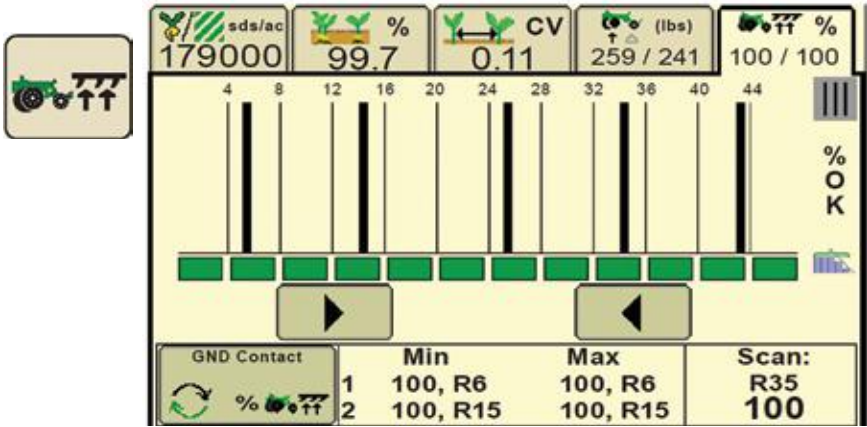 sds/ac % CV (lbs) %
179000 99.7 0.11 259 / 241 100 / 100
4 8 12 16 20 24 28 32 36 40 44
%
O
K
GND Contact Min Max Scan:
1 100, R6 100, R6 R35
% 2 100, R15 100, R15 100